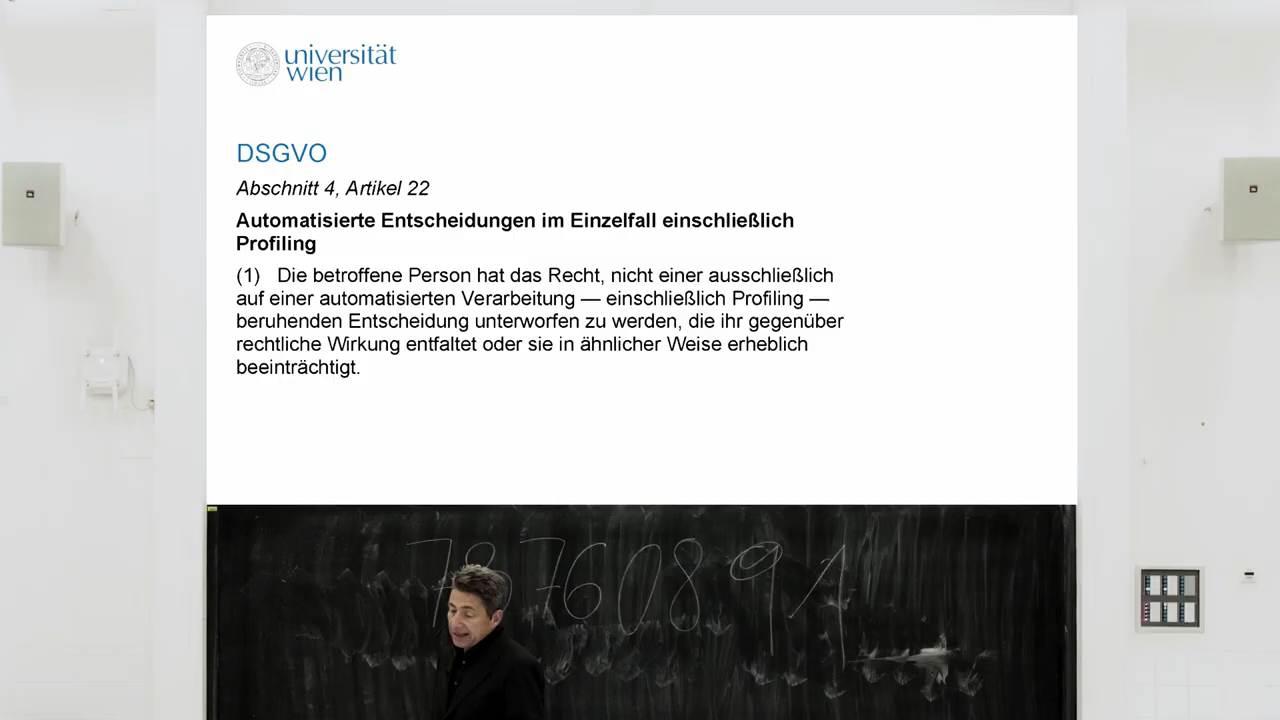 universität
wien
DSGVO
Abschnitt 4, Artikel 22
Automatisierte Entscheidungen im Einzelfall einschließlich
Profiling
(1) Die betroffene Person hat das Recht, nicht einer ausschließlich
auf einer automatisierten Verarbeitung — einschließlich Profiling —
beruhenden Entscheidung unterworfen zu werden, die ihr gegenüber
rechtliche Wirkung entfaltet oder sie in ähnlicher Weise erheblich
beeinträchtigt.
78760891